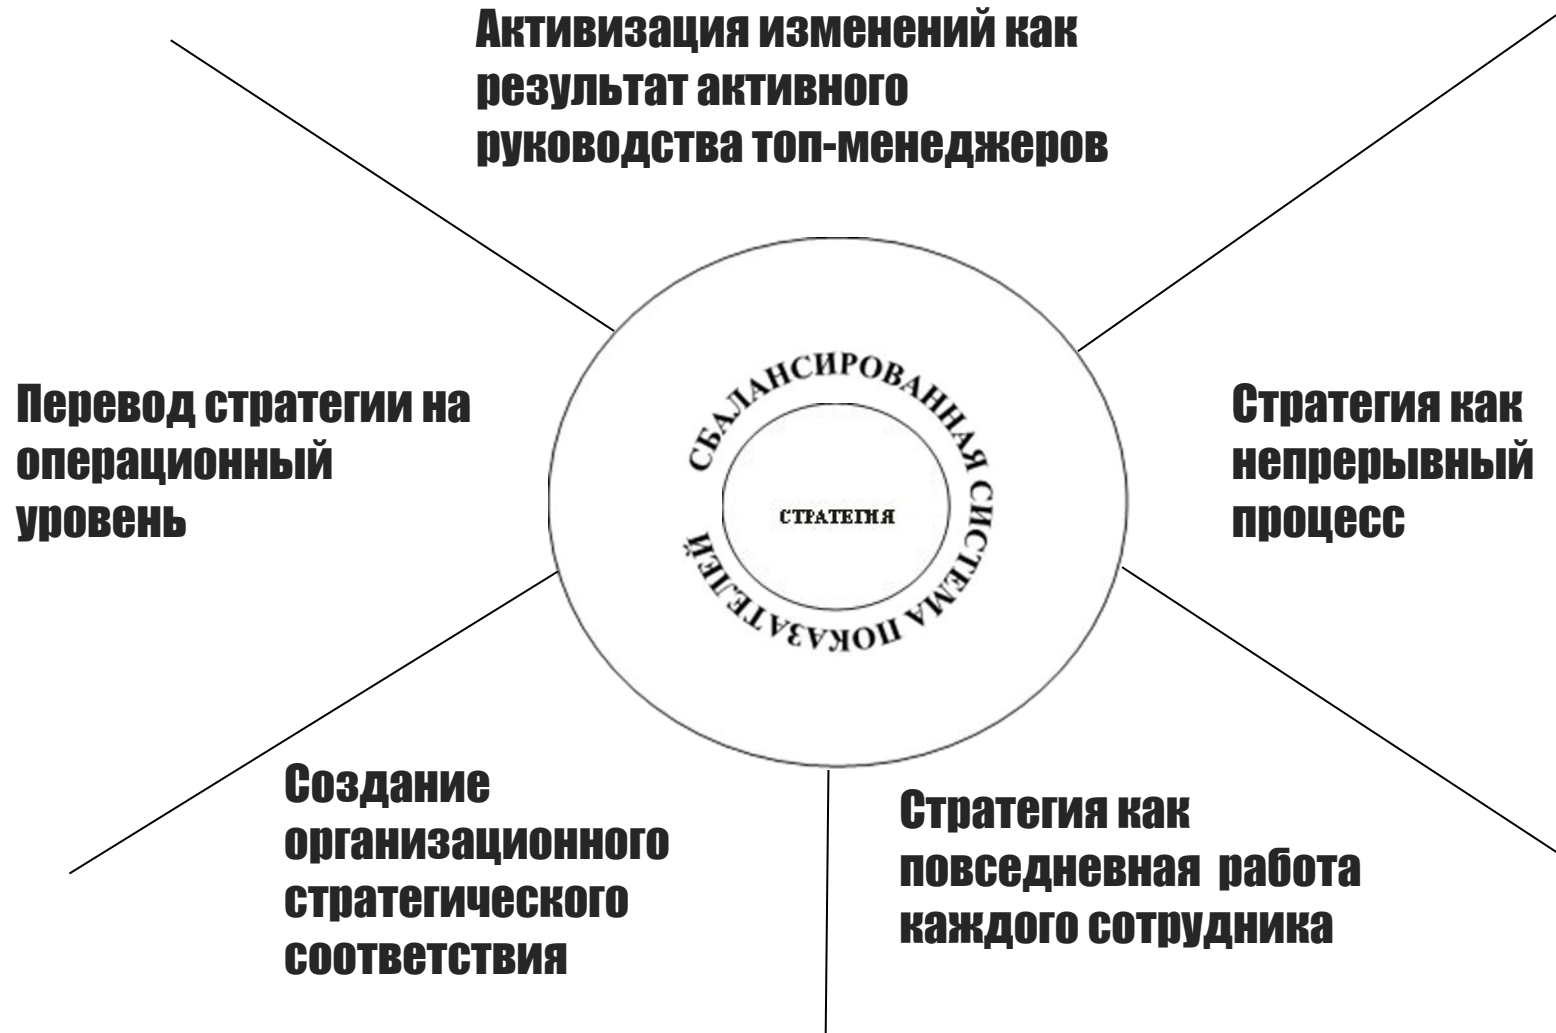 Активизация изменений как
результат активного
руководства топ-менеджеров
Перевод стратегии на
операционный
уровень
СБАЛАНСИРОВАННАЯ СИСТЕМА ПОКАЗАТЕЛЕЙ
СТРАТЕГИЯ
Стратегия как
непрерывный
процесс
Создание
организационного
стратегического
соответствия
Стратегия как
повседневная работа
каждого сотрудника